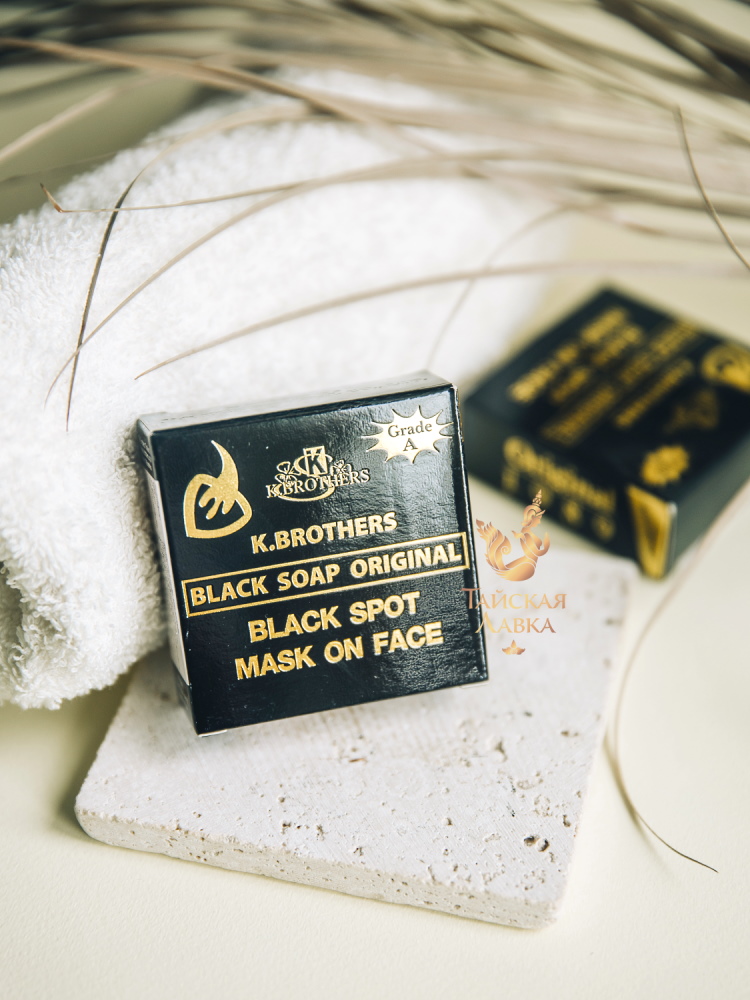 Grade
A
K
K.BROTHERS
K.BROTHERS
BLACK SOAP ORIGINAL
BLACK SPOT
MASK ON FACE
Original
ТАЙСКАЯ
ЛАВКА